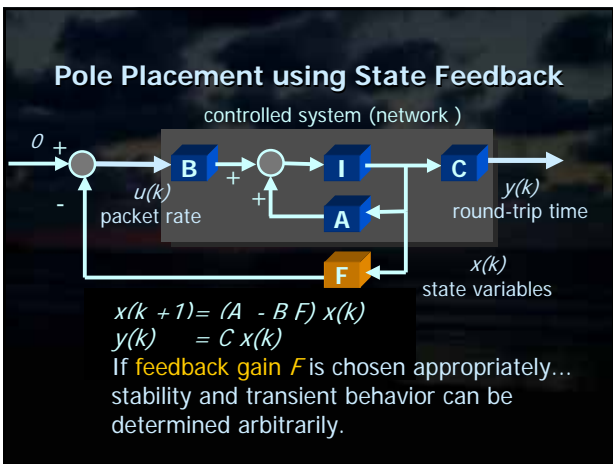 Pole Placement using State Feedback
controlled system (network )
0 +
B
+
I
C
u(k)
packet rate
-
+
A
y(k)
round-trip time
F
x(k)
state variables
x(k +1)= (A - B F) x(k)
y(k) = C x(k)
If feedback gain F is chosen appropriately...
stability and transient behavior can be
determined arbitrarily.